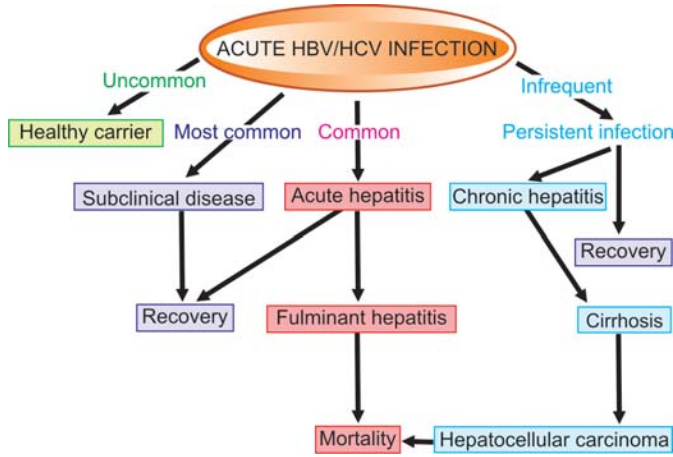 ACUTE HBV/HCV INFECTION
Uncommon
Infrequent
Healthy carrier
Most common
Common
Persistent infection
Subclinical disease
Acute hepatitis
Chronic hepatitis
Recovery
Recovery
Fulminant hepatitis
Cirrhosis
Mortality
Hepatocellular carcinoma